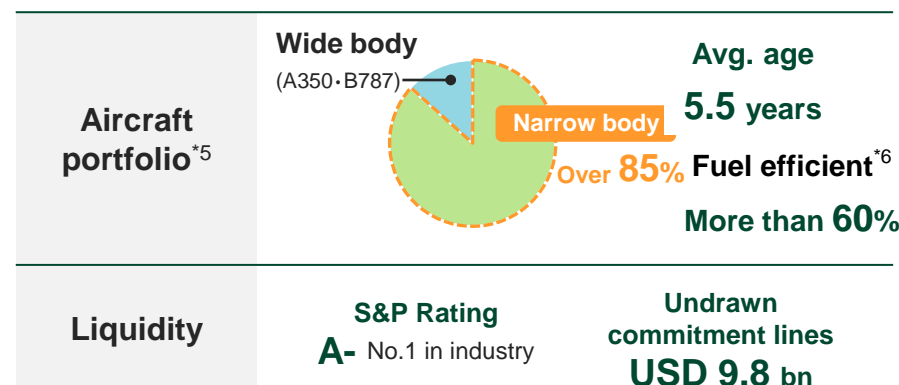 Aircraft
portfolio*5
Wide body
(A350･B787)
Narrow body
Over 85%
Avg. age
5.5 years
Fuel efficient*6
More than 60%
Liquidity
S&P Rating
A- No.1 in industry
Undrawn
commitment lines
USD 9.8 bn